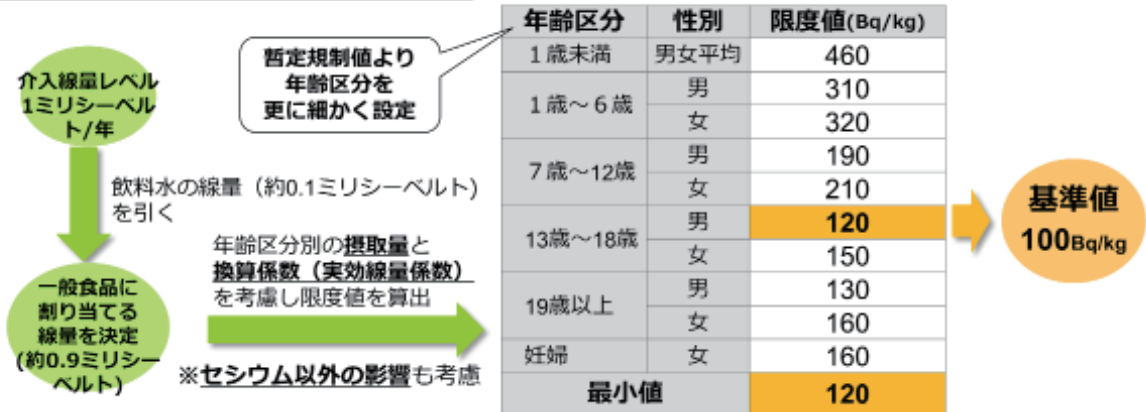 介入線量レベル
1ミリシーベル
ト/年
飲料水の線量（約0.1ミリシーベルト)
を引く
一般食品に
割り当てる
線量を決定
(約0.9ミリシー
ベルト)
年齢区分別の摂取量と
換算係数（実効線量係数）
を考慮し限度値を算出
※セシウム以外の影響も考慮
暫定規制値より
年齢区分を
更に細かく設定
年齢区分 性別 限度値(Bq/kg)
１歳未満 男女平均 460
１歳～６歳 男 310
女 320
７歳～12歳 男 190
女 210
13歳～18歳 男 120
女 150
19歳以上 男 130
女 160
妊婦 女 160
最小値 120
基準値
100Bq/kg